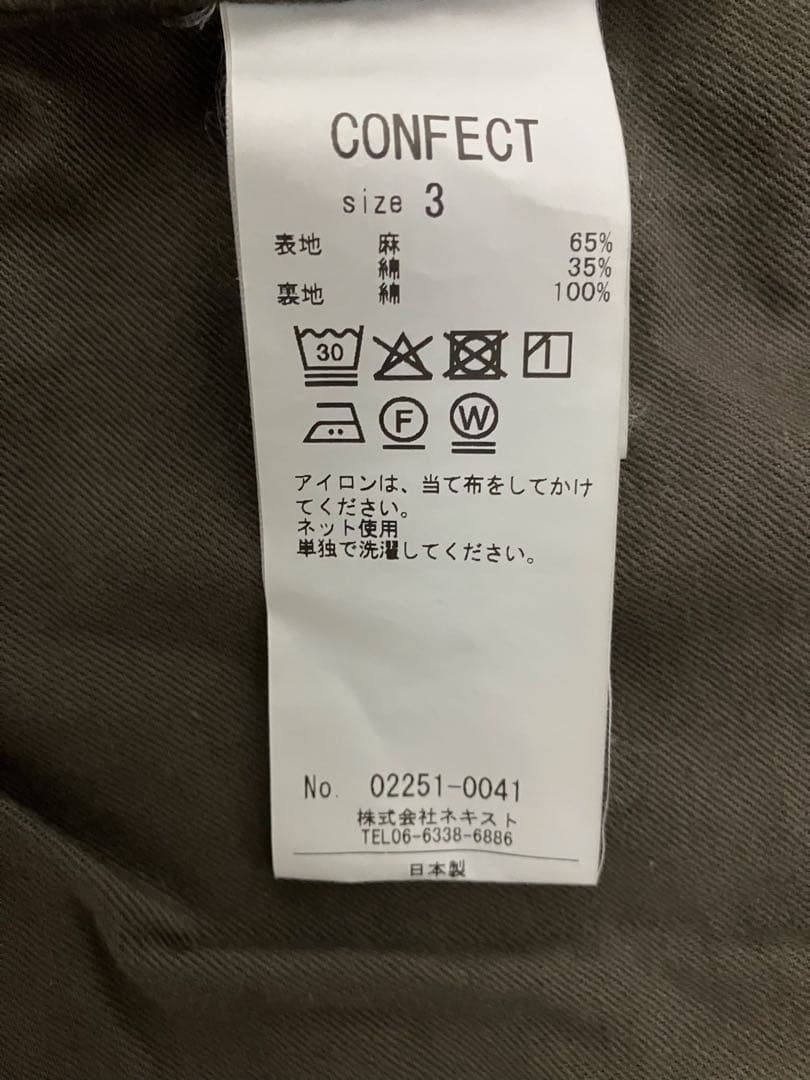 CONFECT
size 3
表地 麻 65%
綿 35%
裏地 綿 100%
30
F W
アイロンは、当て布をしてかけ
てください。
ネット使用
単独で洗濯してください。
No. 02251-0041
株式会社ネキスト
TEL06-6338-6886
日本製